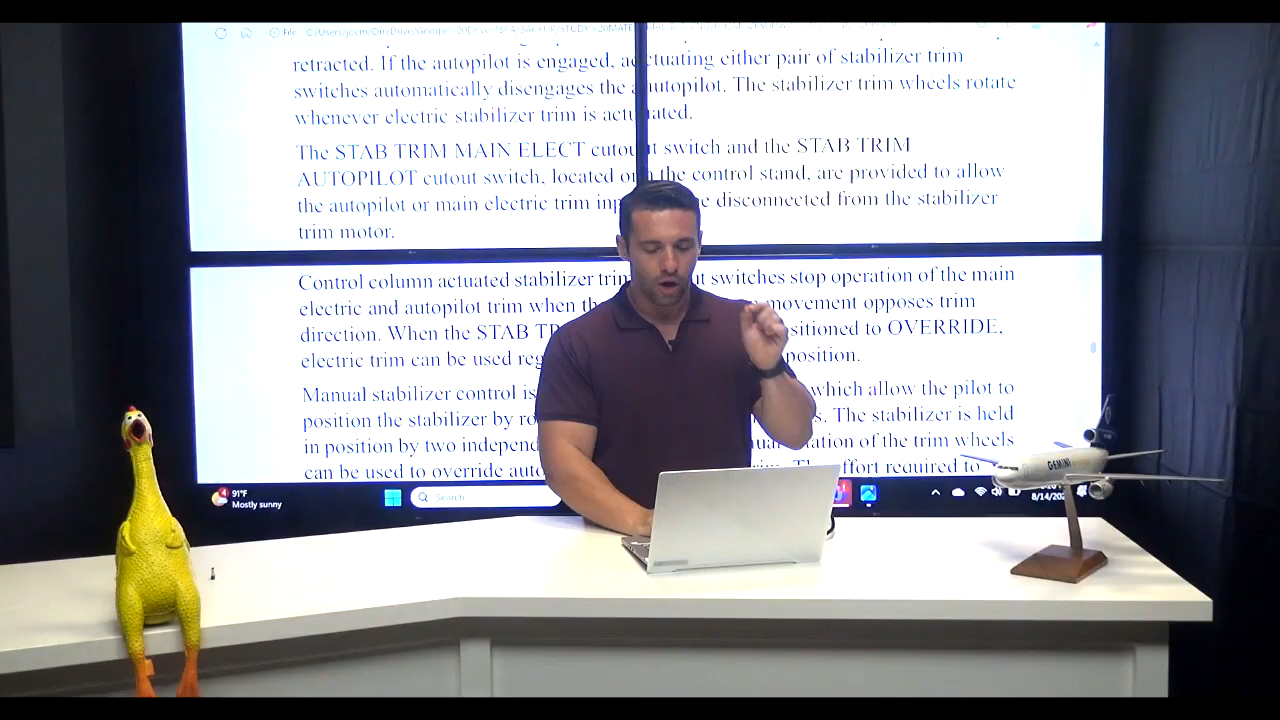 File
retracted. If the autopilot is engaged, actuating either pair of stabilizer trim
switches automatically disengages the autopilot. The stabilizer trim wheels rotate
whenever electric stabilizer trim is actuated.
The STAB TRIM MAIN ELECT cutout switch and the STAB TRIM
AUTOPILOT cutout switch, located on the control stand, are provided to allow
the autopilot or main electric trim disconnected from the stabilizer
trim motor.
Control column actuated stabilizer trim switches stop operation of the main
electric and autopilot trim when movement opposes trim
direction. When the STAB to OVERRIDE,
electric trim can be used position.
Manual stabilizer control is which allow the pilot to
position the stabilizer by The stabilizer is held
in position by two of the trim wheels
can be used to override effort required to
91°F
Mostly sunny
Search
GEMINI